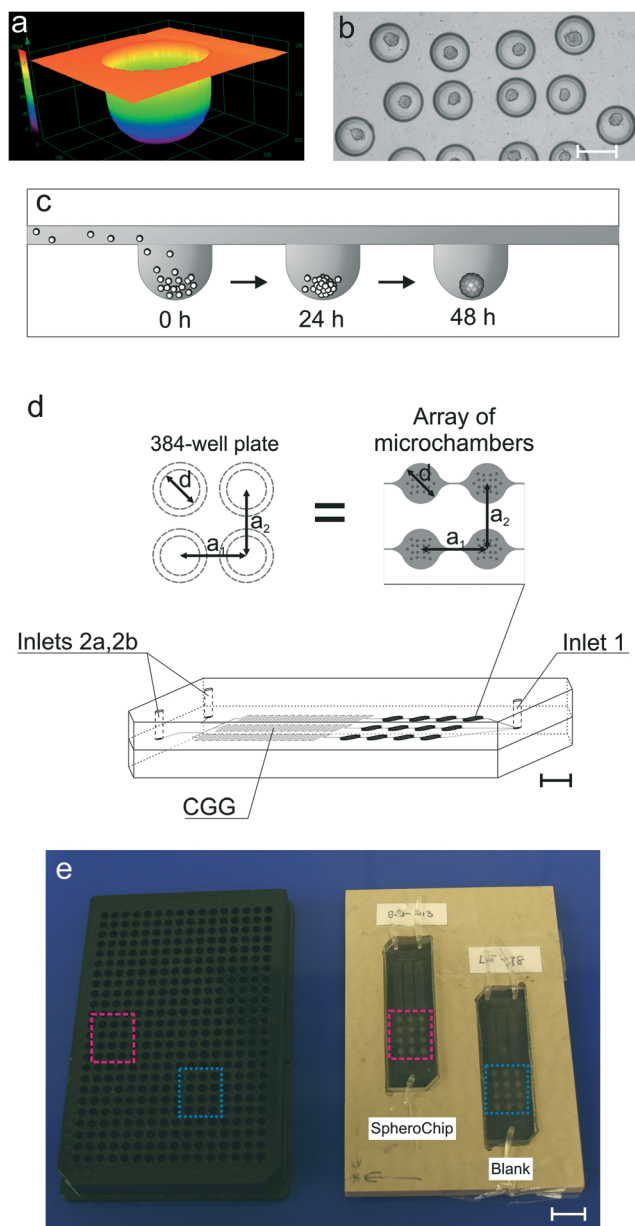 a
b
c
0 h
24 h
48 h
d
384-well plate
Array of
microchambers
d
a2
a1
=
d
a2
a1
Inlets 2a,2b
Inlet 1
CGG
e
SpheroChip
Blank